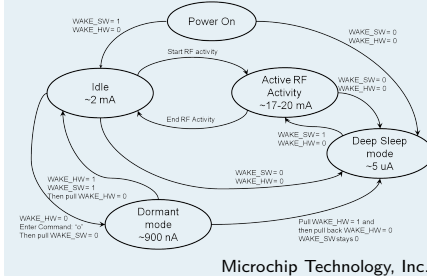 Power On
WAKE_SW = 1
WAKE_HW = 0
WAKE_SW = 0
WAKE_HW = 0
Start RF activity
Idle
~2 mA
Active RF
Activity
~17-20 mA
WAKE_SW = 0
WAKE_HW = 0
End RF Activity
WAKE_SW = 1
WAKE_HW = 0
Deep Sleep
mode
~5 uA
WAKE_HW = 1
WAKE_SW = 1
Then pull WAKE_HW = 0
WAKE_SW = 0
WAKE_HW = 0
WAKE_HW = 0
Enter Command: "o"
Then pull WAKE_SW = 0
Dormant
mode
~900 nA
Pull WAKE_HW = 1 and
then pull back WAKE_HW = 0
WAKE_SW stays 0
Microchip Technology, Inc.